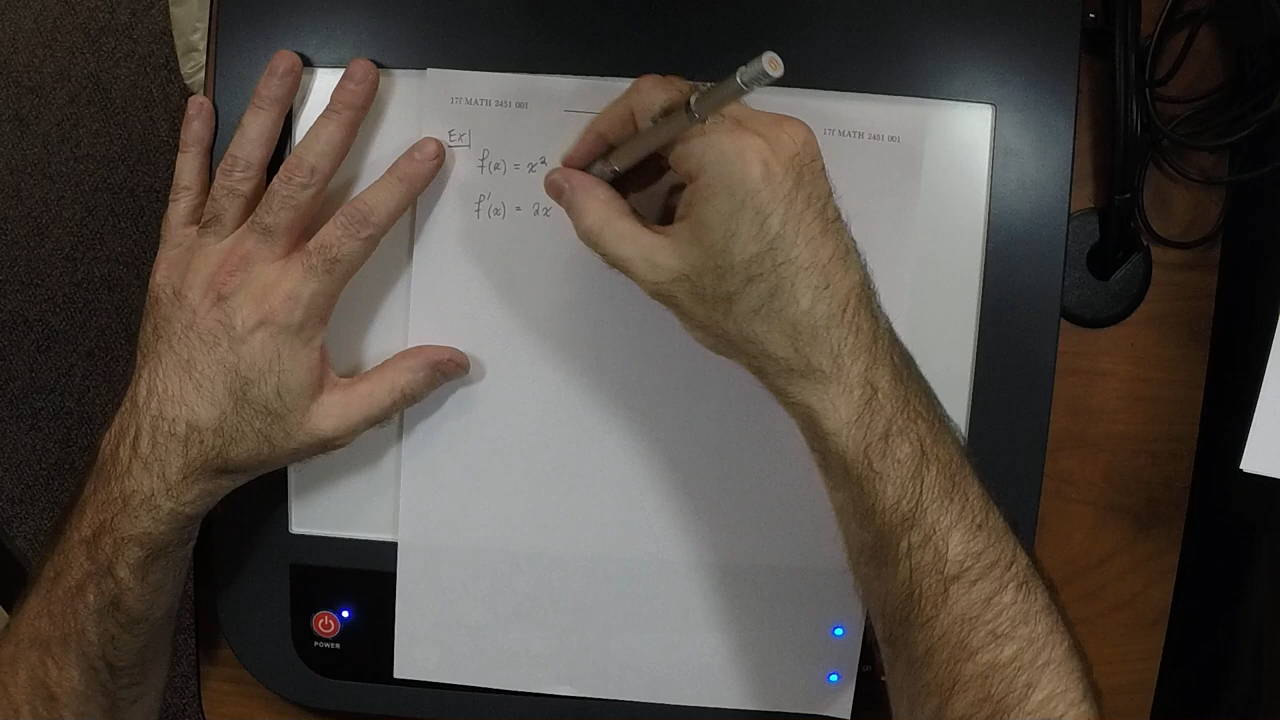 17f MATH 2451 001
17f MATH 2451 001
Ex
f(x) = x²
f'(x) = 2x
POWER